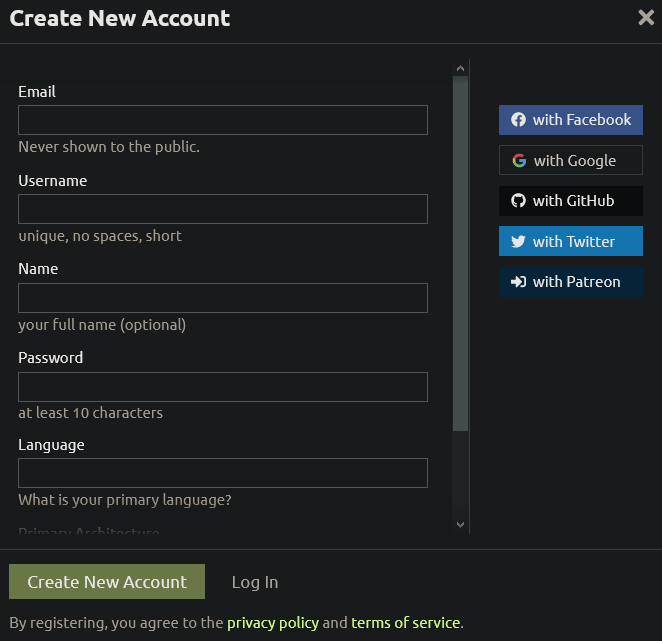 Create New Account
Email
Never shown to the public.
Username
unique, no spaces, short
Name
your full name (optional)
Password
at least 10 characters
Language
What is your primary language?
Primary Architecture
with Facebook
with Google
with GitHub
with Twitter
with Patreon
Create New Account
Log In
By registering, you agree to the privacy policy and terms of service.